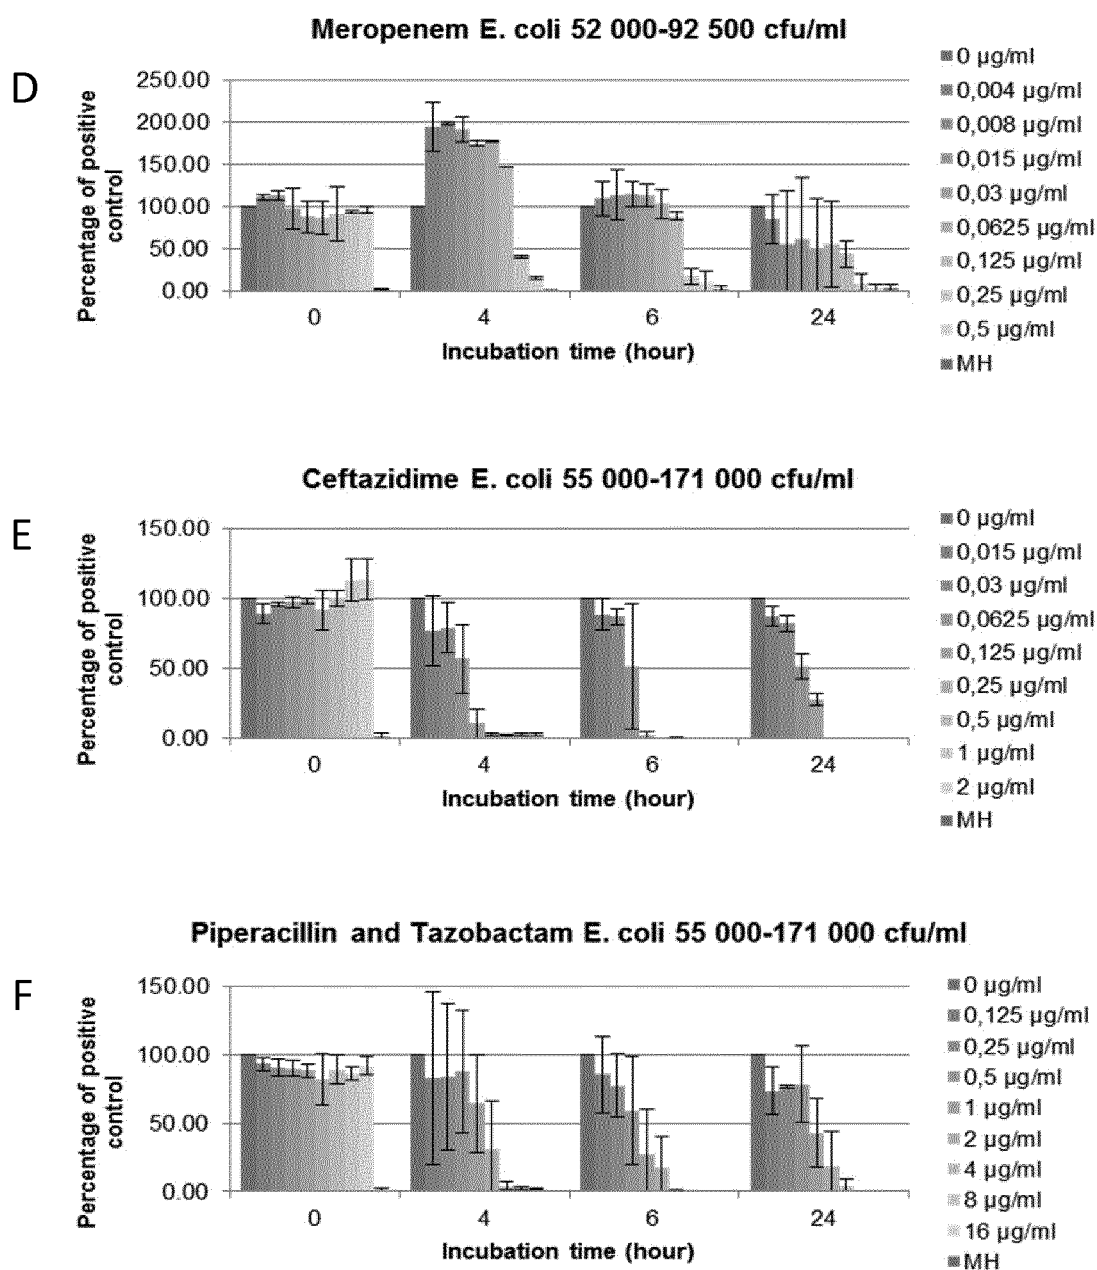 Meropenem E. coli 52 000-92 500 cfu/ml
D
Percentage of positive
control
250.00
200.00
150.00
100.00
50.00
0.00
0
4
6
24
Incubation time (hour)
0 µg/ml
0,004 µg/ml
0,008 µg/ml
0,015 µg/ml
0,03 µg/ml
0,0625 µg/ml
0,125 µg/ml
0,25 µg/ml
0,5 µg/ml
MH
Ceftazidime E. coli 55 000-171 000 cfu/ml
E
Percentage of positive
control
150.00
100.00
50.00
0.00
0
4
6
24
Incubation time (hour)
0 µg/ml
0,015 µg/ml
0,03 µg/ml
0,0625 µg/ml
0,125 µg/ml
0,25 µg/ml
0,5 µg/ml
1 µg/ml
2 µg/ml
MH
Piperacillin and Tazobactam E. coli 55 000-171 000 cfu/ml
F
Percentage of positive
control
150.00
100.00
50.00
0.00
0
4
6
24
Incubation time (hour)
0 µg/ml
0,125 µg/ml
0,25 µg/ml
0,5 µg/ml
1 µg/ml
2 µg/ml
4 µg/ml
8 µg/ml
16 µg/ml
MH